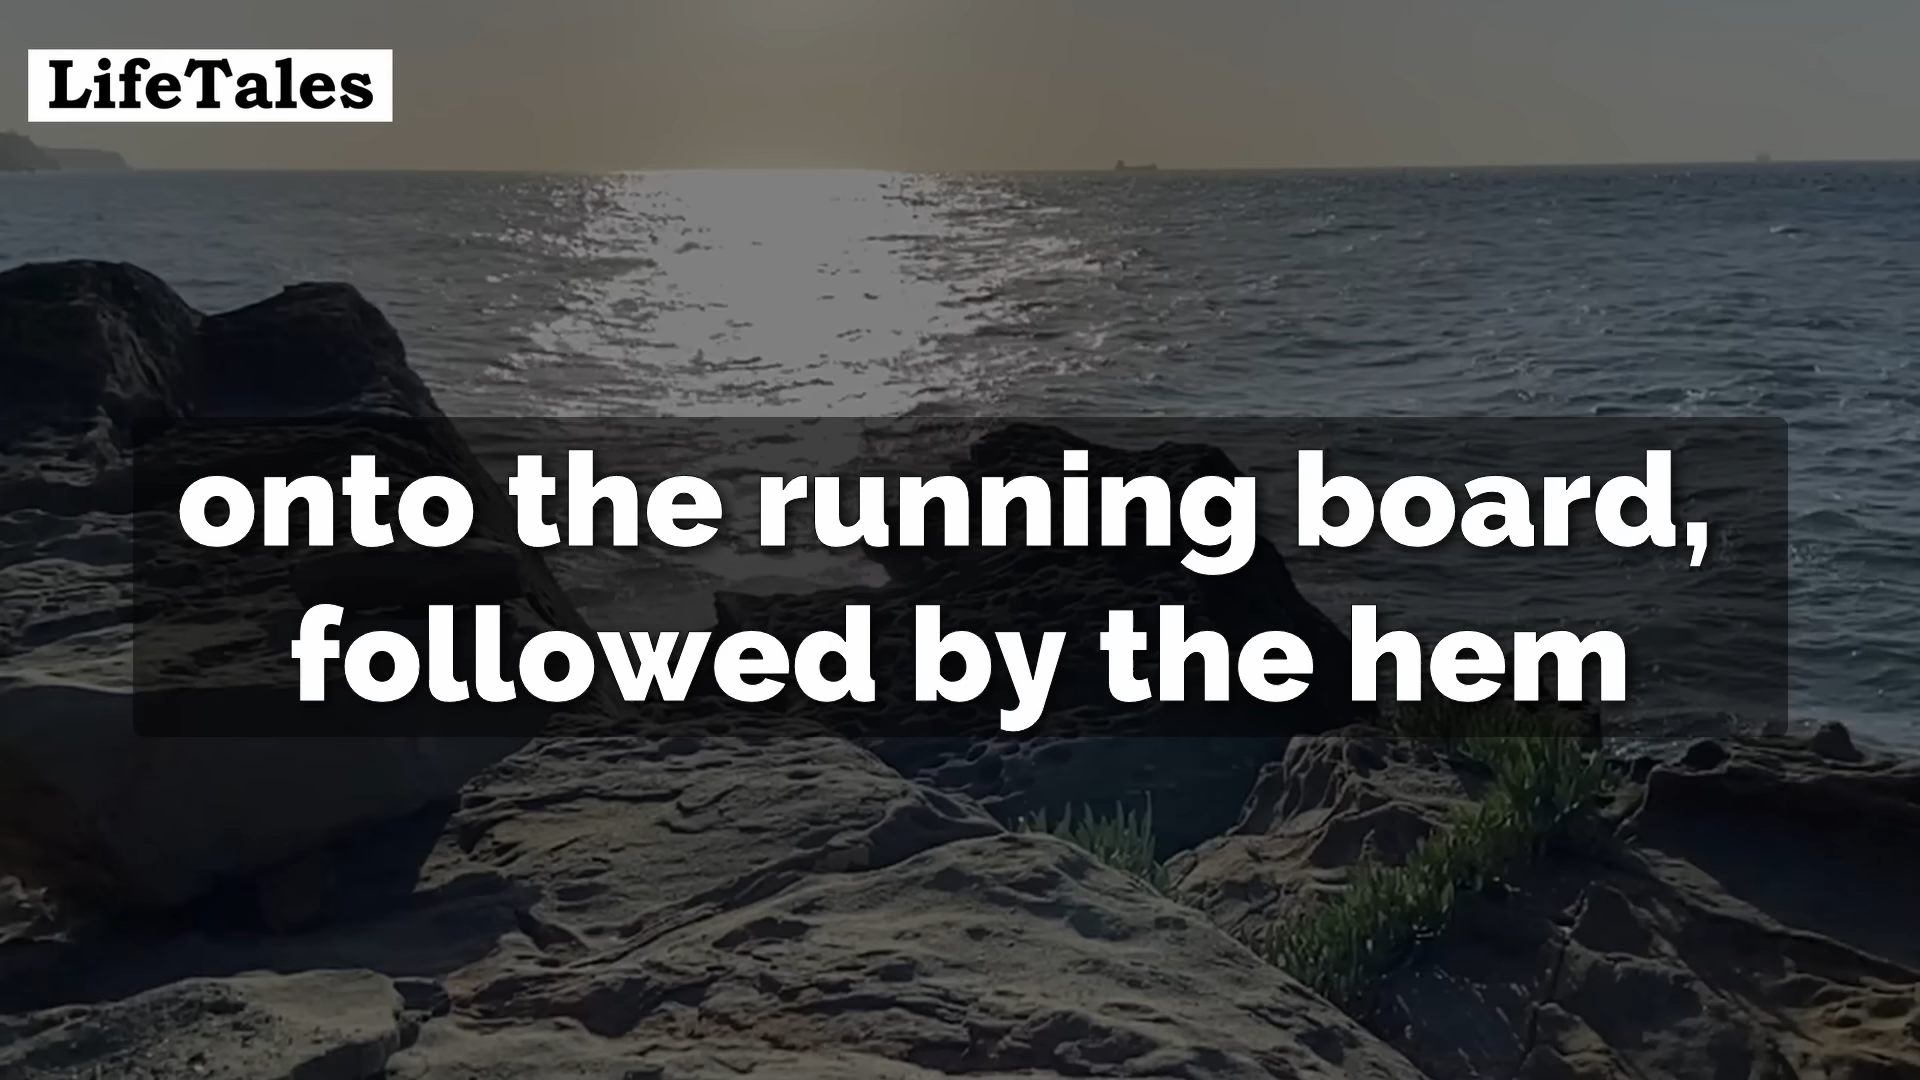 LifeTales
onto the running board,
followed by the hem